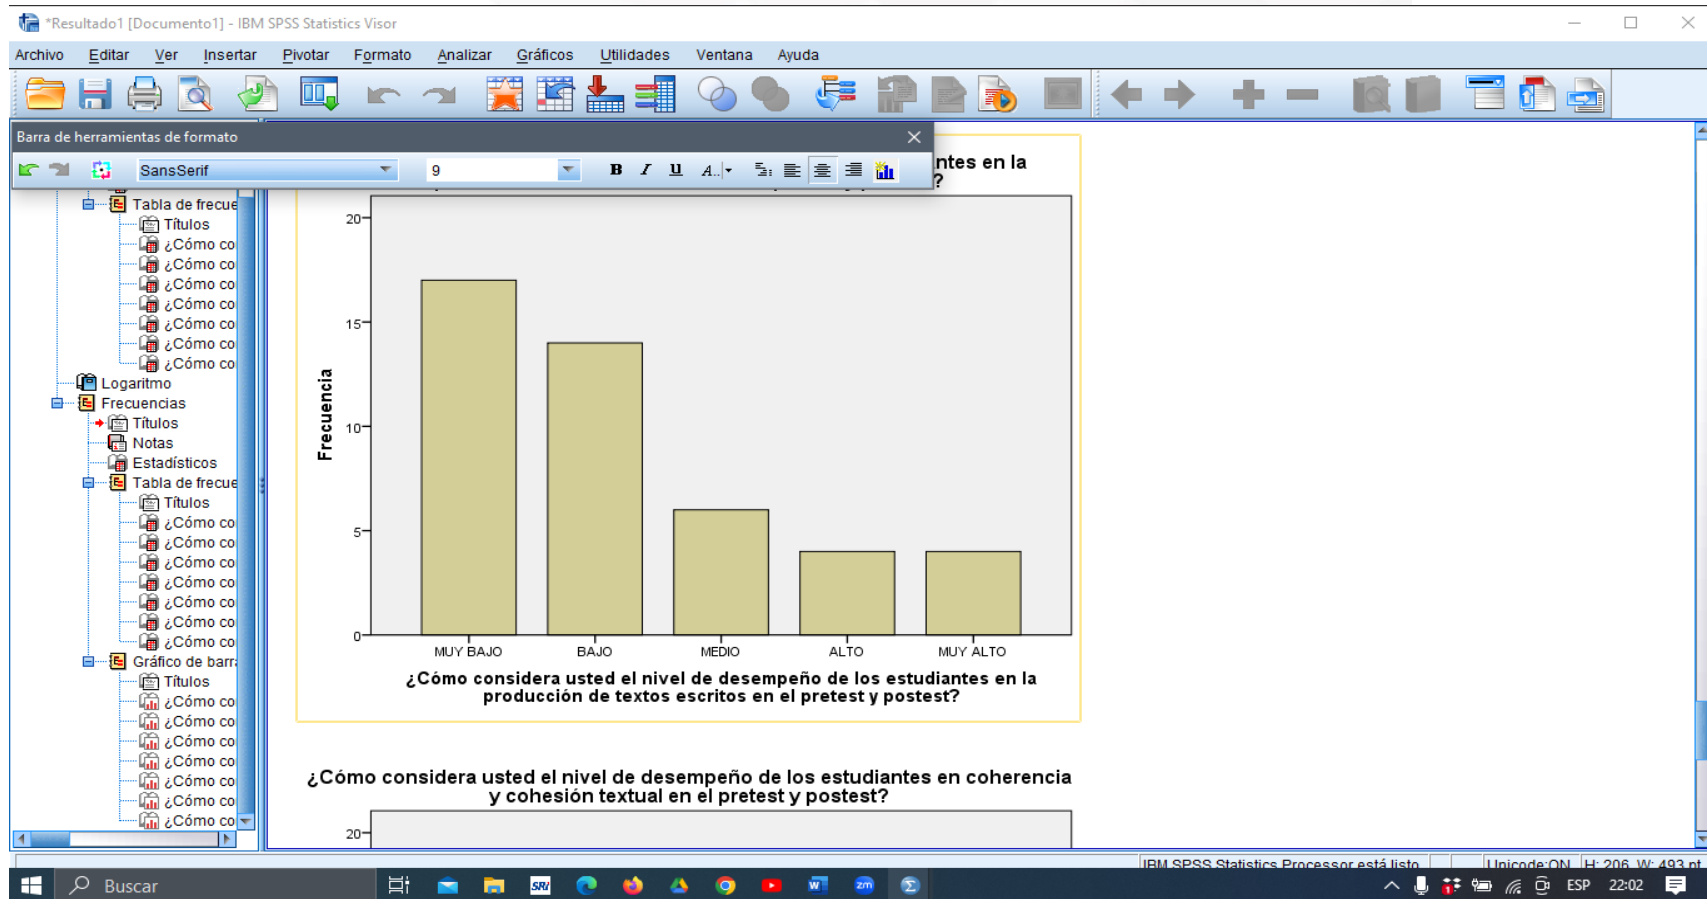 *Resultado1 [Documento1] - IBM SPSS Statistics Visor
Archivo Editar Ver Insertar Pivotar Formato Analizar Gráficos Utilidades Ventana Ayuda
Barra de herramientas de formato
SansSerif 9 B I U A..
Tabla de frecue
Títulos
¿Cómo co
¿Cómo co
¿Cómo co
¿Cómo co
¿Cómo co
¿Cómo co
¿Cómo co
Logaritmo
Frecuencias
Títulos
Notas
Estadísticos
Tabla de frecue
Títulos
¿Cómo co
¿Cómo co
¿Cómo co
¿Cómo co
¿Cómo co
¿Cómo co
¿Cómo co
Gráfico de barr
Títulos
¿Cómo co
¿Cómo co
¿Cómo co
¿Cómo co
¿Cómo co
¿Cómo co
¿Cómo co
ntes en la
?
20
15
10
5
0
Frecuencia
MUY BAJO BAJO MEDIO ALTO MUY ALTO
¿Cómo considera usted el nivel de desempeño de los estudiantes en la
producción de textos escritos en el pretest y postest?
¿Cómo considera usted el nivel de desempeño de los estudiantes en coherencia
y cohesión textual en el pretest y postest?
20
IBM SPSS Statistics Processor está listo Unicode:ON H: 206, W: 493 pt
Buscar SRi W zm Σ 1 ESP 22:02